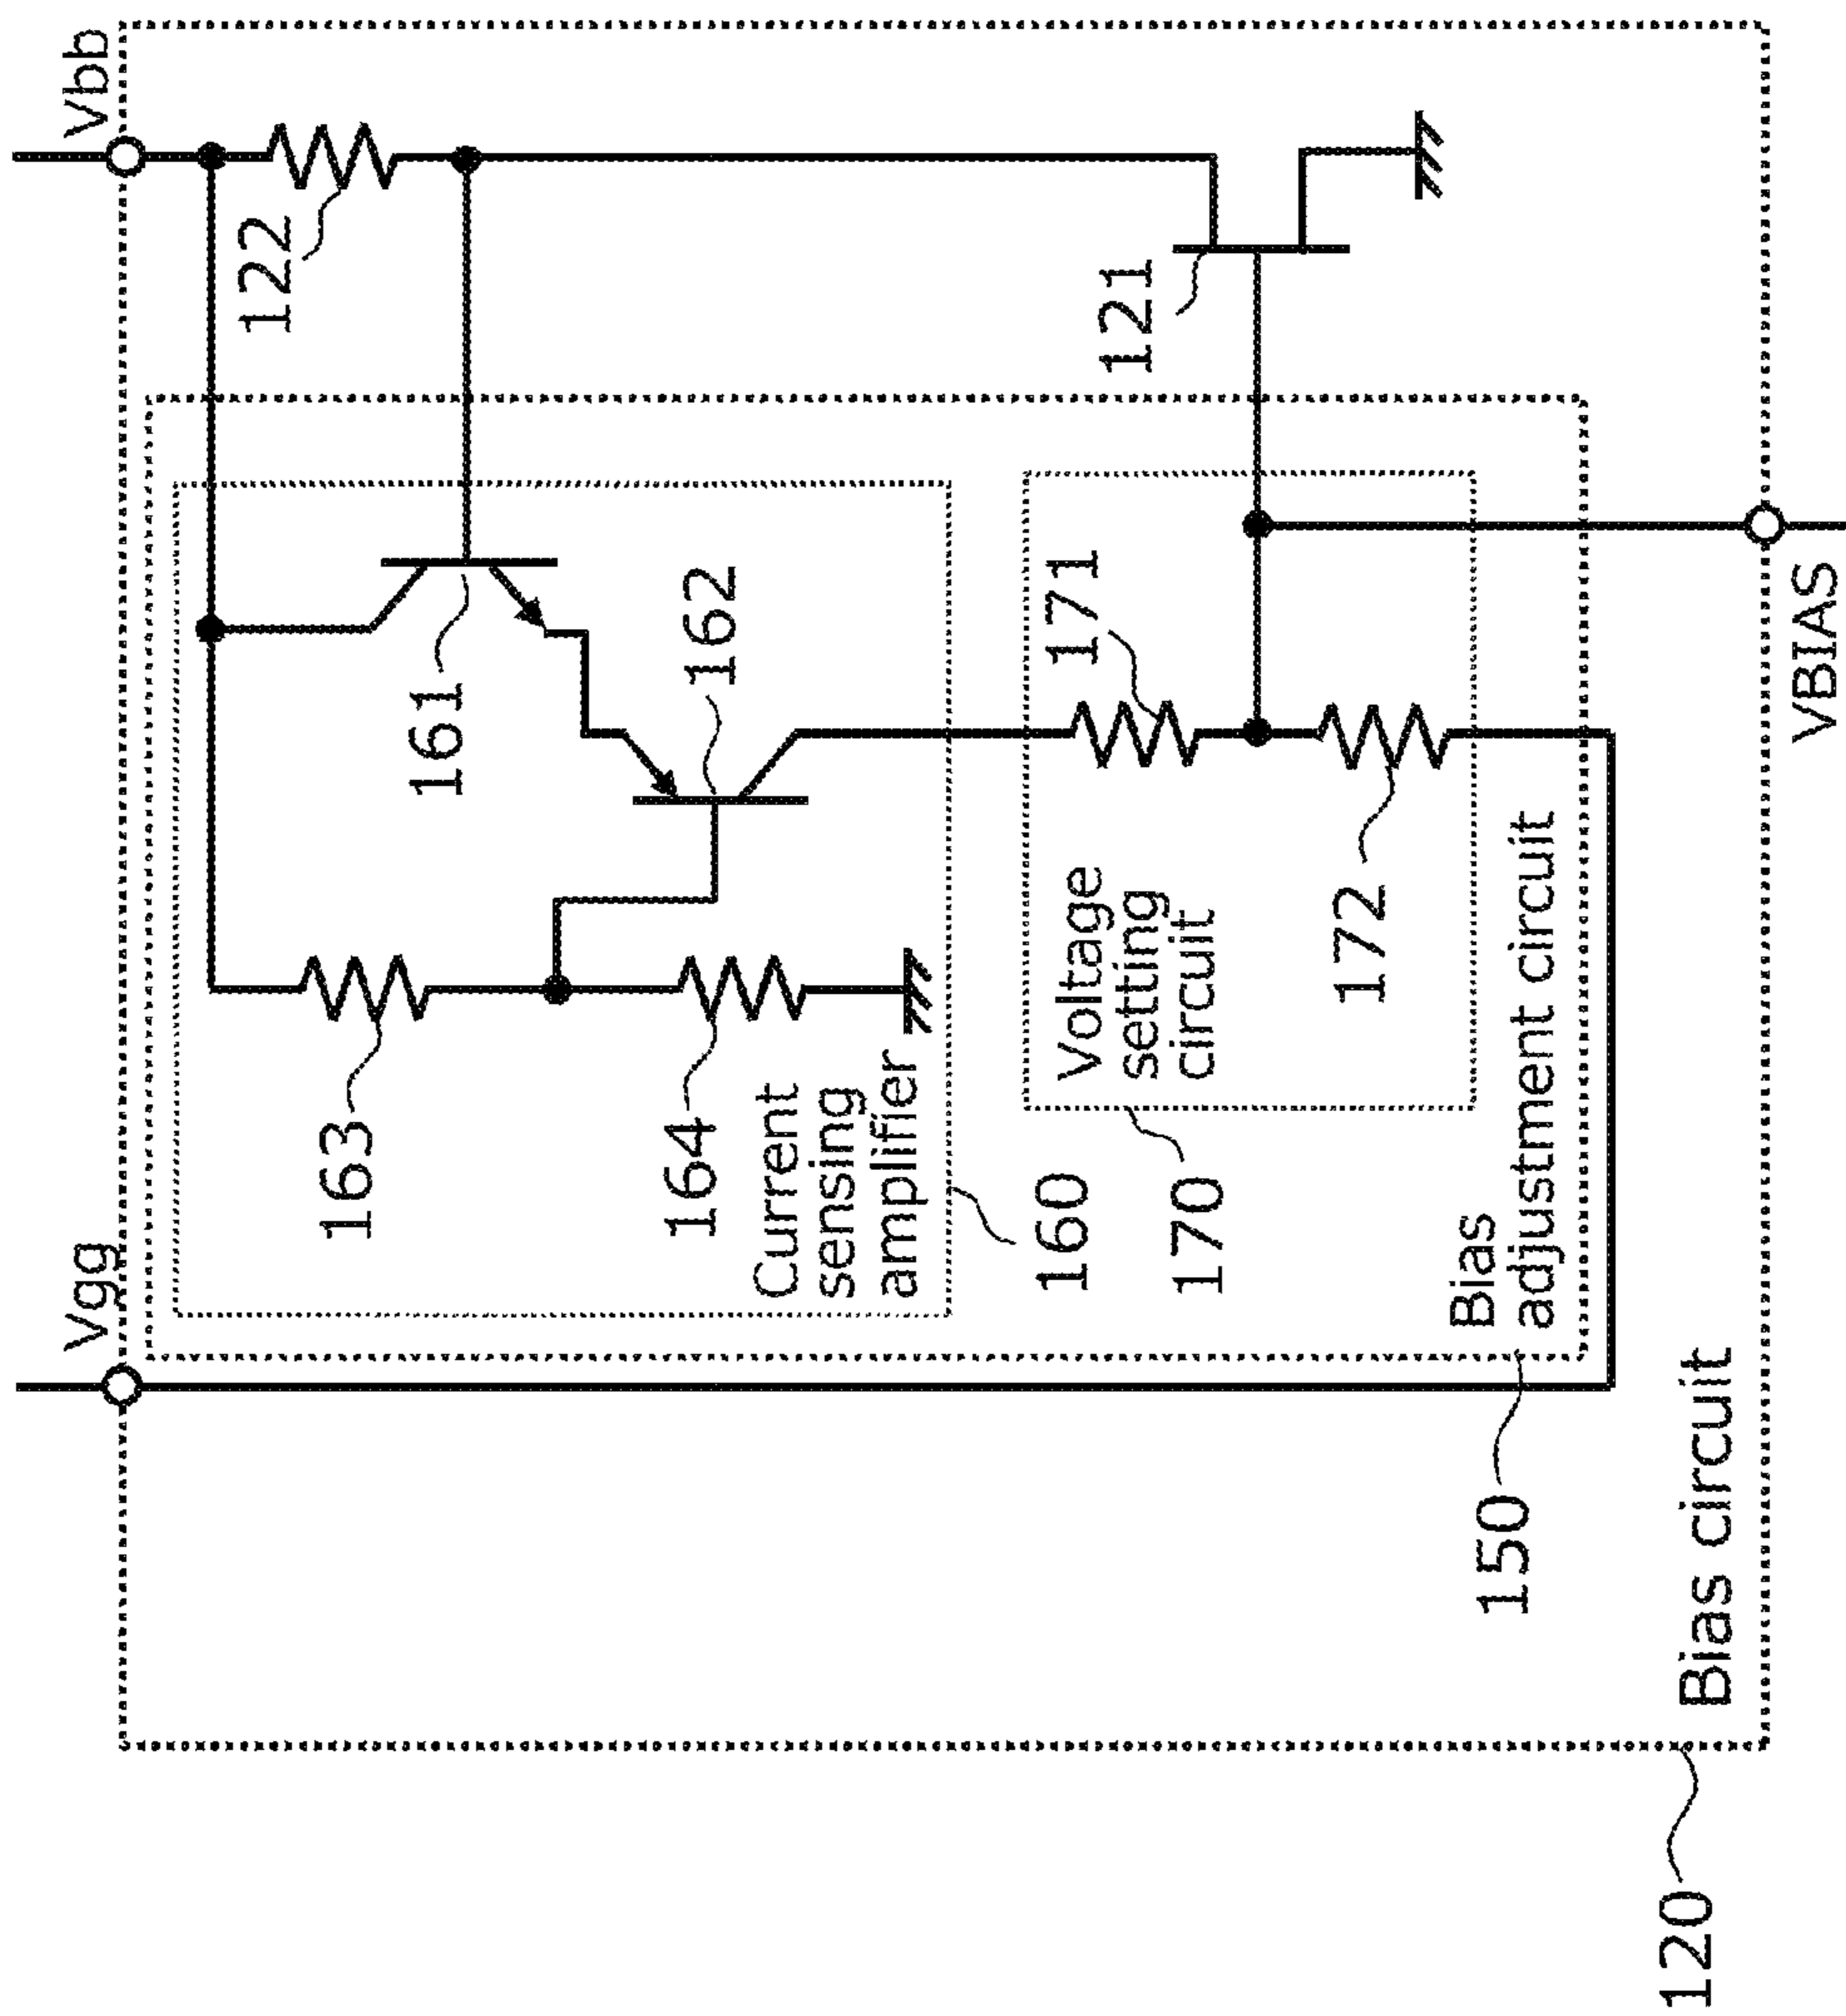 120
Bias circuit
150
Bias
adjustment circuit
Vgg
160
170
Current
sensing
amplifier
163
164
Voltage
setting
circuit
172
161
162
171
VBIAS
122
121
Vbb